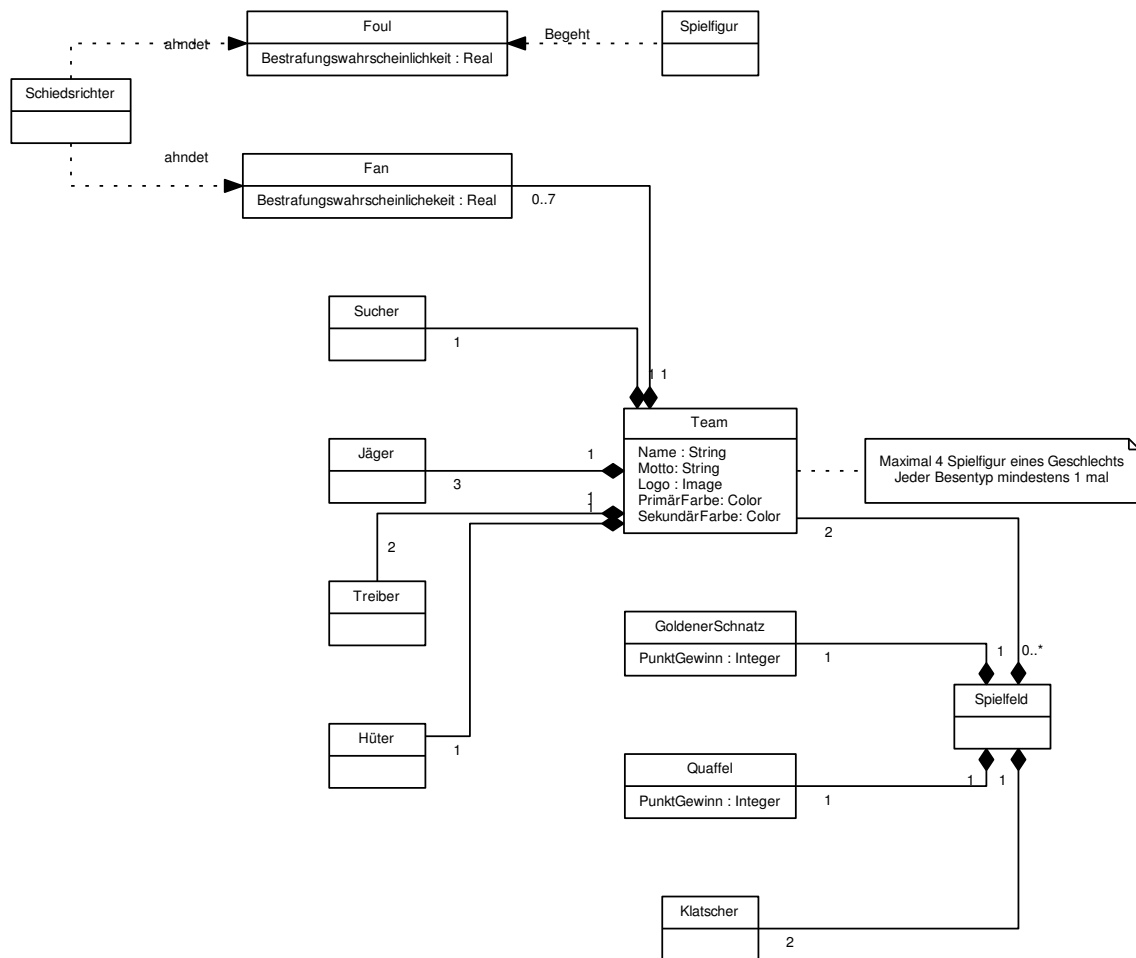 Foul
Bestrafungswahrscheinlichkeit : Real
Begeht
Spielfigur
ahndet
Schiedsrichter
ahndet
Fan
Bestrafungswahrscheinlichekeit : Real
0..7
Sucher
1
1 1
Team
Name : String
Motto: String
Logo : Image
PrimärFarbe: Color
SekundärFarbe: Color
Maximal 4 Spielfigur eines Geschlechts
Jeder Besentyp mindestens 1 mal
Jäger
1
3
1
1
2
2
Treiber
GoldenerSchnatz
PunktGewinn : Integer
1
1
0..*
Spielfeld
Hüter
1
Quaffel
PunktGewinn : Integer
1
1
1
Klatscher
2